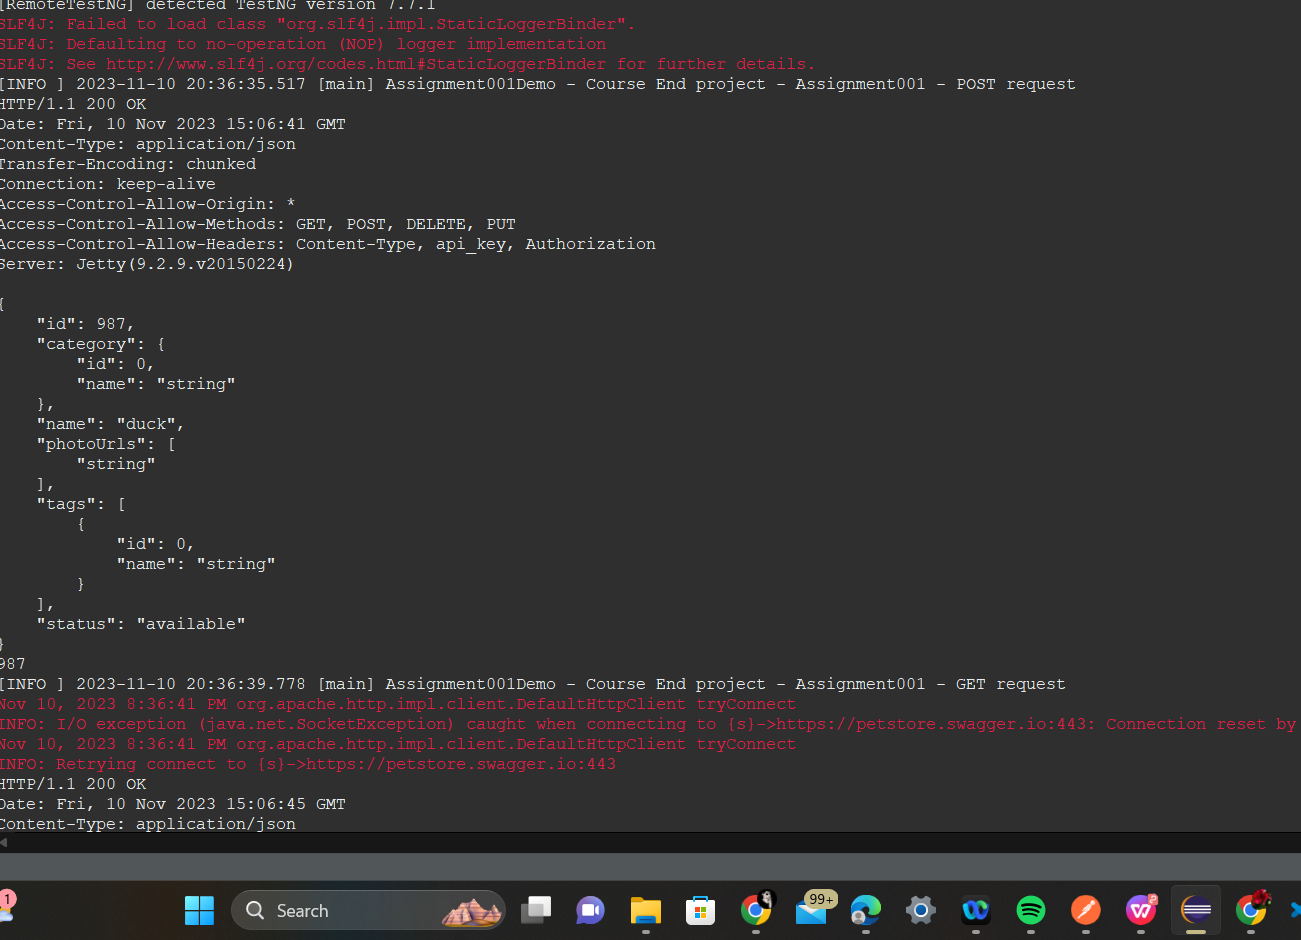 [RemoteTestNG] detected TestNG version 7.7.1
SLF4J: Failed to load class "org.slf4j.impl.StaticLoggerBinder".
SLF4J: Defaulting to no-operation (NOP) logger implementation
SLF4J: See http://www.slf4j.org/codes.html#StaticLoggerBinder for further details.
[INFO ] 2023-11-10 20:36:35.517 [main] Assignment001Demo - Course End project - Assignment001 - POST request
HTTP/1.1 200 OK
Date: Fri, 10 Nov 2023 15:06:41 GMT
Content-Type: application/json
Transfer-Encoding: chunked
Connection: keep-alive
Access-Control-Allow-Origin: *
Access-Control-Allow-Methods: GET, POST, DELETE, PUT
Access-Control-Allow-Headers: Content-Type, api_key, Authorization
Server: Jetty(9.2.9.v20150224)
{
"id": 987,
"category": {
"id": 0,
"name": "string"
},
"name": "duck",
"photoUrls": [
"string"
],
"tags": [
{
"id": 0,
"name": "string"
}
],
"status": "available"
}
987
[INFO ] 2023-11-10 20:36:39.778 [main] Assignment001Demo - Course End project - Assignment001 - GET request
Nov 10, 2023 8:36:41 PM org.apache.http.impl.client.DefaultHttpClient tryConnect
INFO: I/O exception (java.net.SocketException) caught when connecting to {s}->https://petstore.swagger.io:443: Connection reset by
Nov 10, 2023 8:36:41 PM org.apache.http.impl.client.DefaultHttpClient tryConnect
INFO: Retrying connect to {s}->https://petstore.swagger.io:443
HTTP/1.1 200 OK
Date: Fri, 10 Nov 2023 15:06:45 GMT
Content-Type: application/json
1
Search
99+